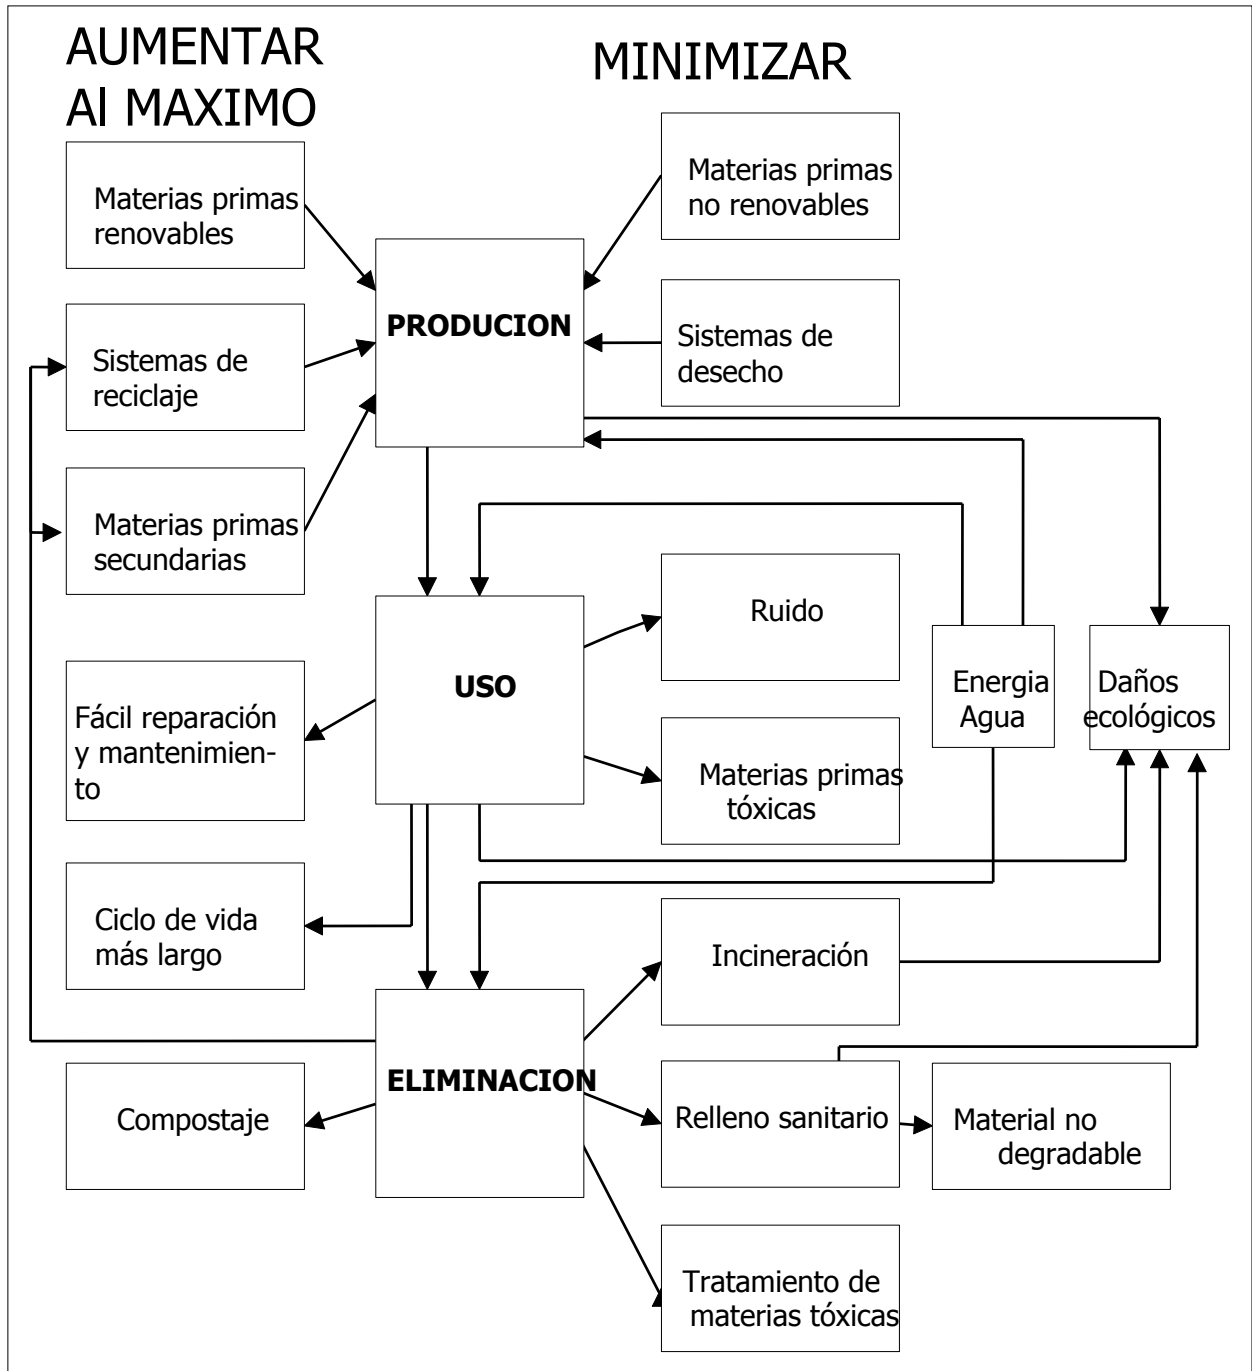 AUMENTAR
Al MAXIMO
MINIMIZAR
Materias primas
renovables
Materias primas
no renovables
PRODUCION
Sistemas de
reciclaje
Sistemas de
desecho
Materias primas
secundarias
Ruido
USO
Energia
Agua
Daños
ecológicos
Fácil reparación
y mantenimien-
to
Materias primas
tóxicas
Ciclo de vida
más largo
Incineración
ELIMINACION
Compostaje
Relleno sanitario
Material no
degradable
Tratamiento de
materias tóxicas